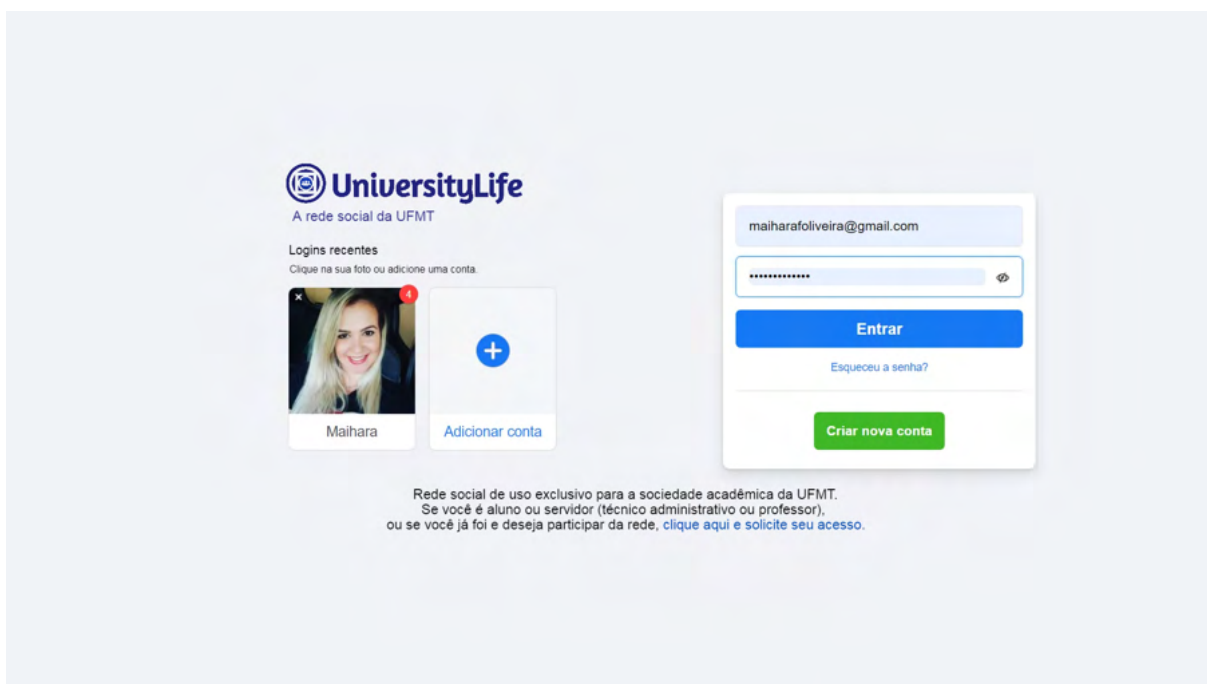 UniversityLife
A rede social da UFMT
Logins recentes
Clique na sua foto ou adicione uma conta.
4
Maihara
Adicionar conta
maiharafoliveira@gmail.com
•••••••••••••
Entrar
Esqueceu a senha?
Criar nova conta
Rede social de uso exclusivo para a sociedade acadêmica da UFMT.
Se você é aluno ou servidor (técnico administrativo ou professor),
ou se você já foi e deseja participar da rede, clique aqui e solicite seu acesso.